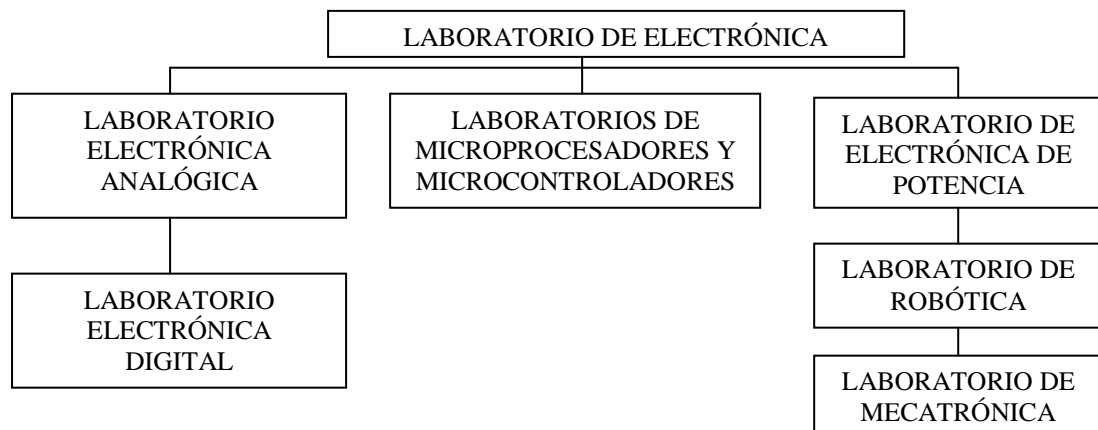 LABORATORIO DE ELECTRÓNICA
LABORATORIO
ELECTRÓNICA
ANALÓGICA
LABORATORIOS DE
MICROPROCESADORES Y
MICROCONTROLADORES
LABORATORIO DE
ELECTRÓNICA DE
POTENCIA
LABORATORIO
ELECTRÓNICA
DIGITAL
LABORATORIO DE
ROBÓTICA
LABORATORIO DE
MECATRÓNICA